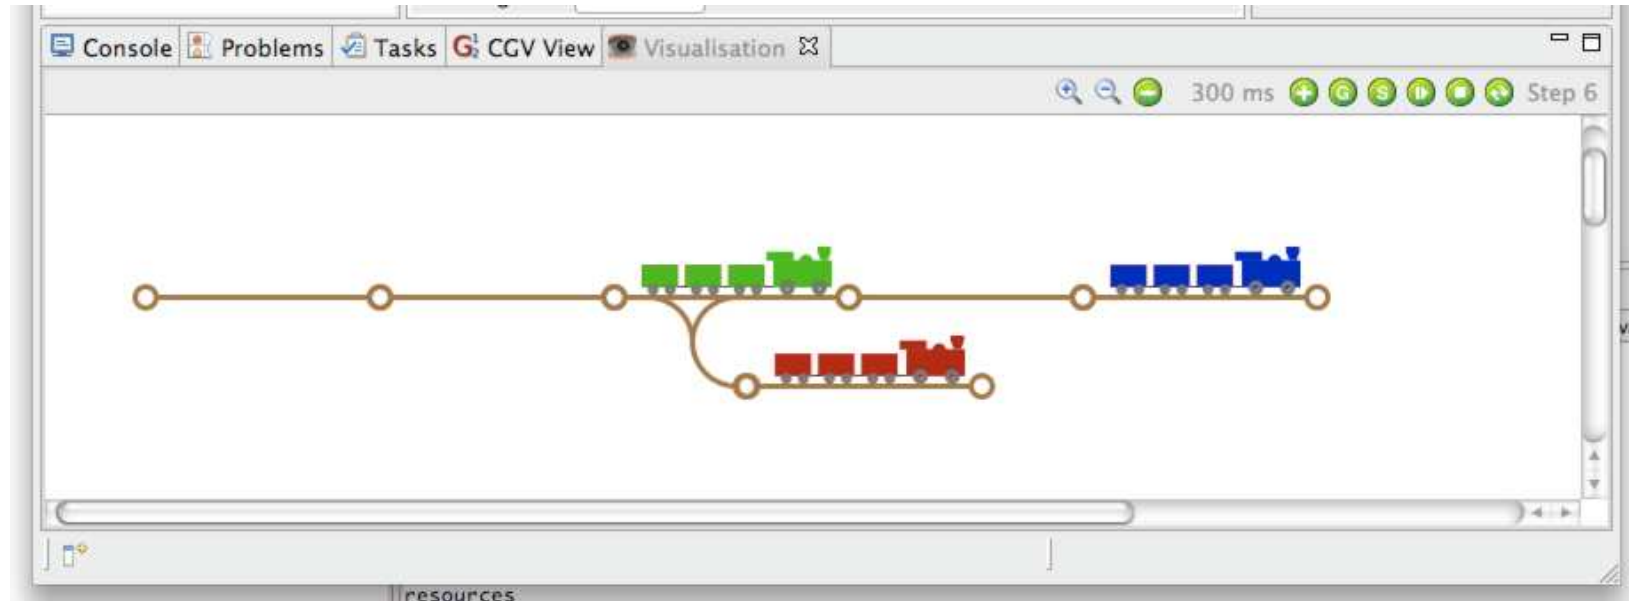 Console Problems Tasks CGV View Visualisation
300 ms Step 6
resources